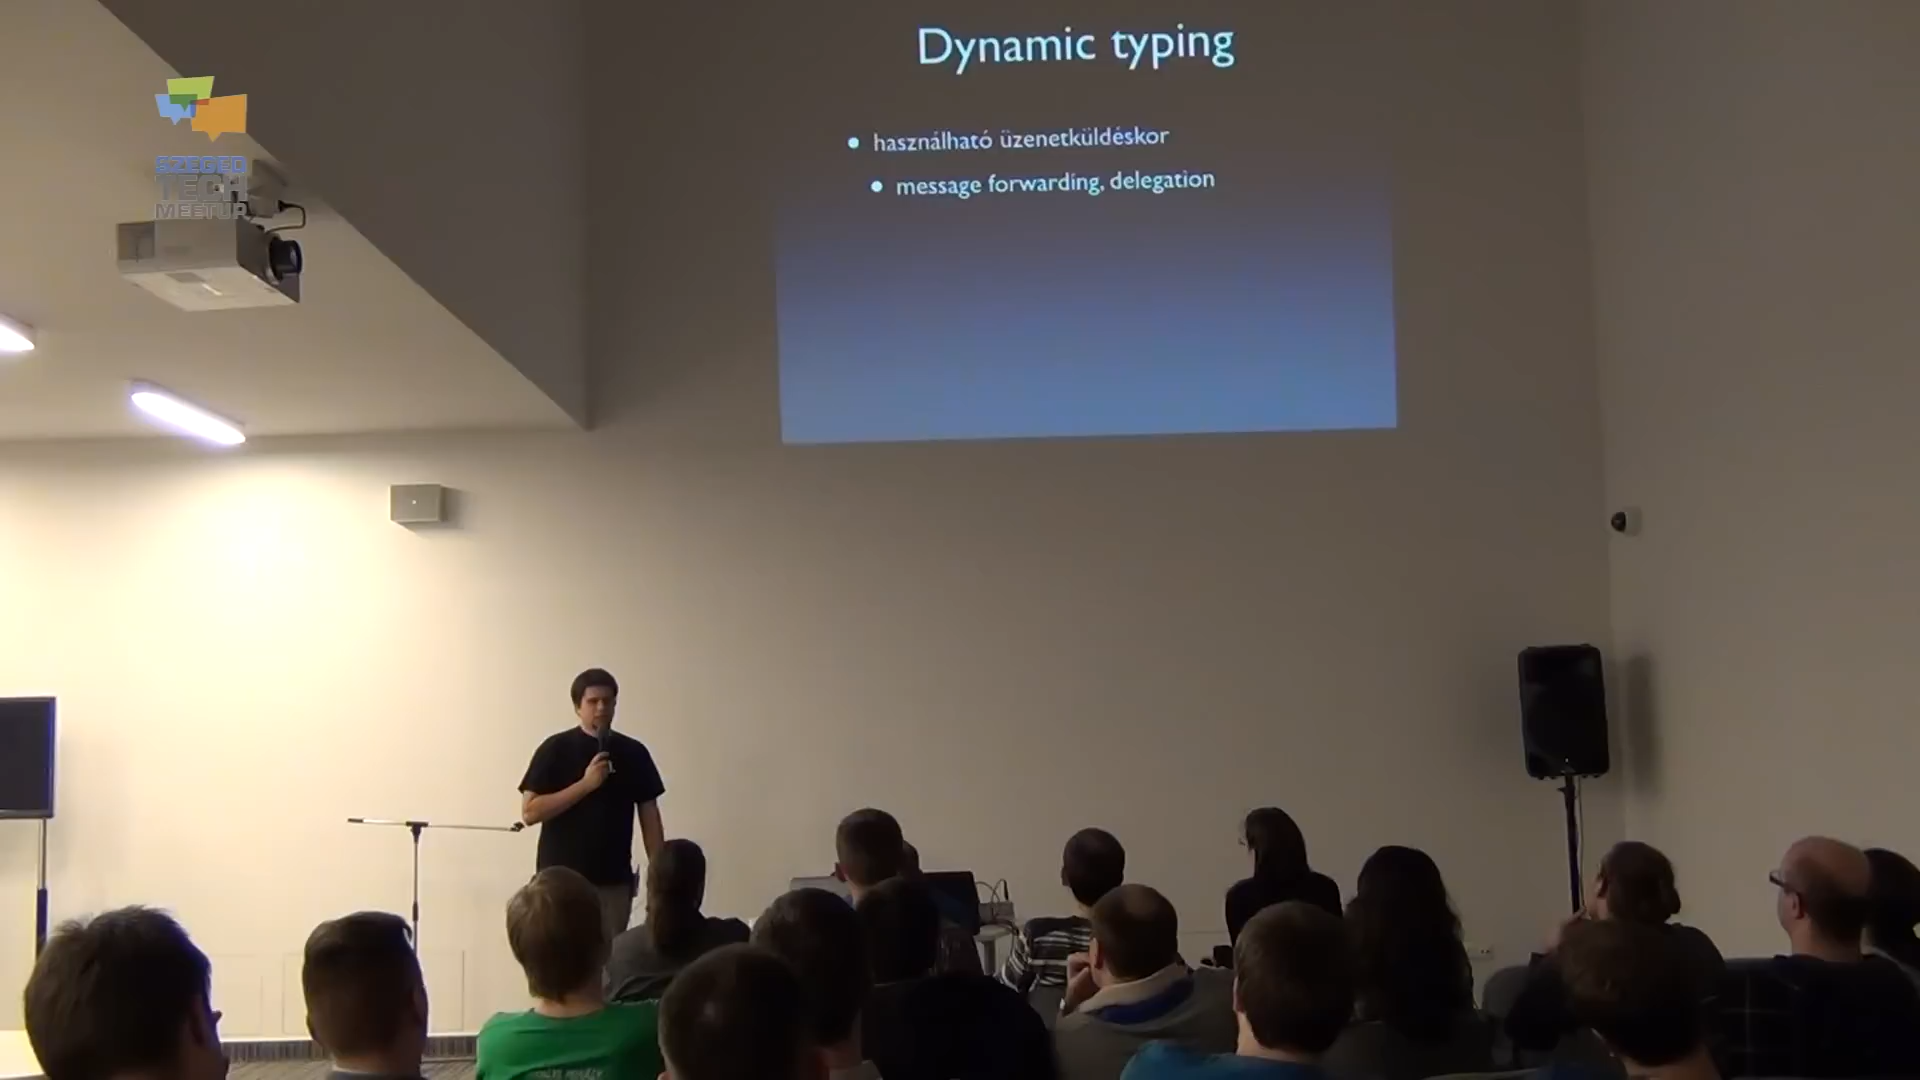 Dynamic typing
SZEGED
TECH
MEETUP
• használható üzenetküldéskor
• message forwarding, delegation